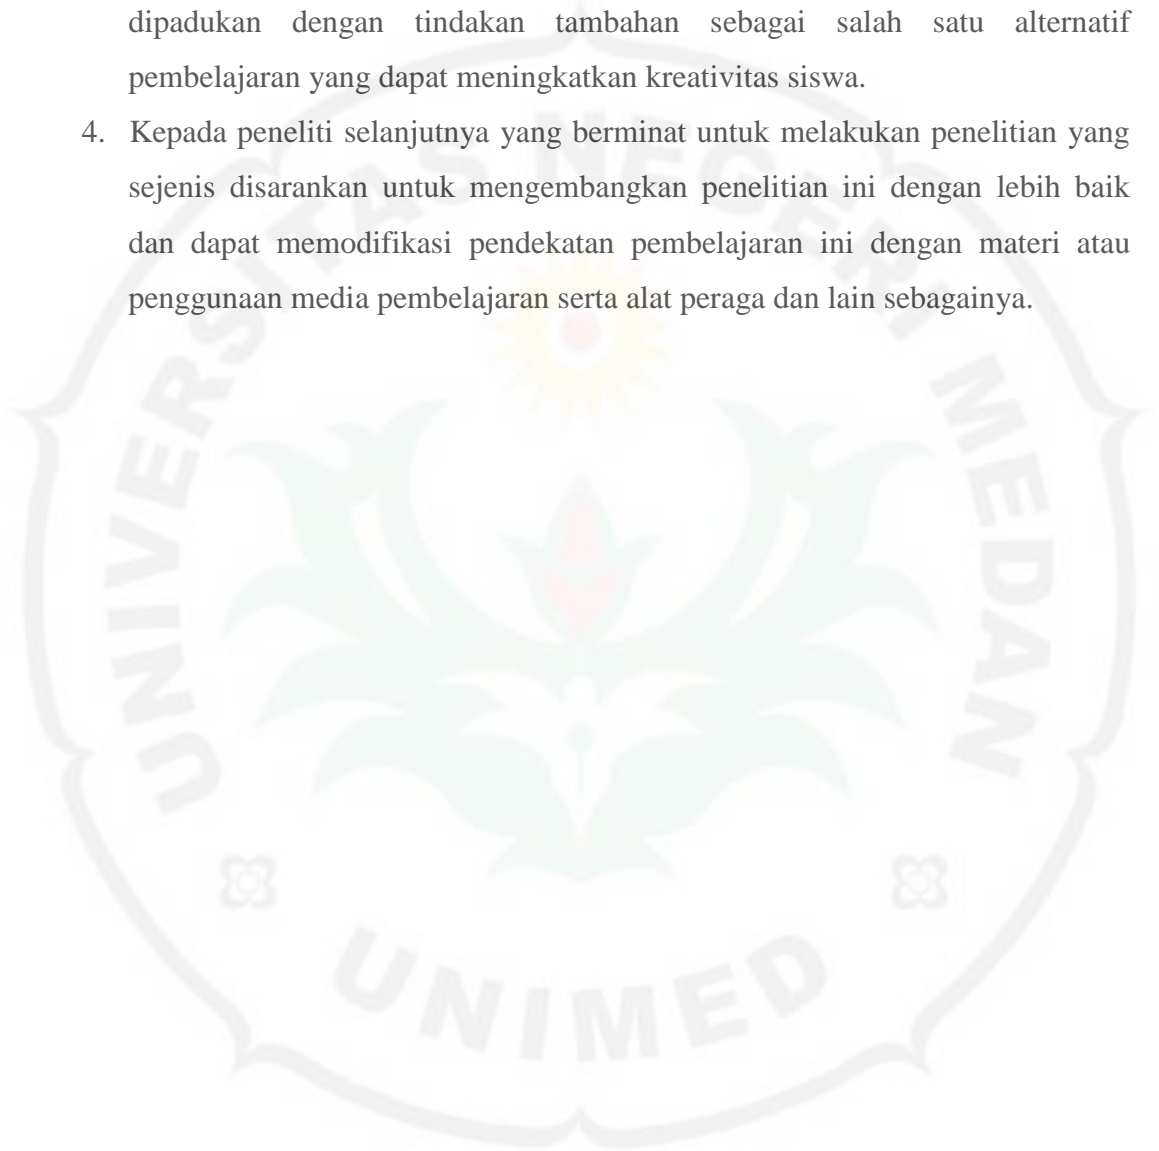 dipadukan dengan tindakan tambahan sebagai salah satu alternatif
pembelajaran yang dapat meningkatkan kreativitas siswa.
4. Kepada peneliti selanjutnya yang berminat untuk melakukan penelitian yang
sejenis disarankan untuk mengembangkan penelitian ini dengan lebih baik
dan dapat memodifikasi pendekatan pembelajaran ini dengan materi atau
penggunaan media pembelajaran serta alat peraga dan lain sebagainya.
UNIVERSITAS NEGERI MEDAN
UNIMED